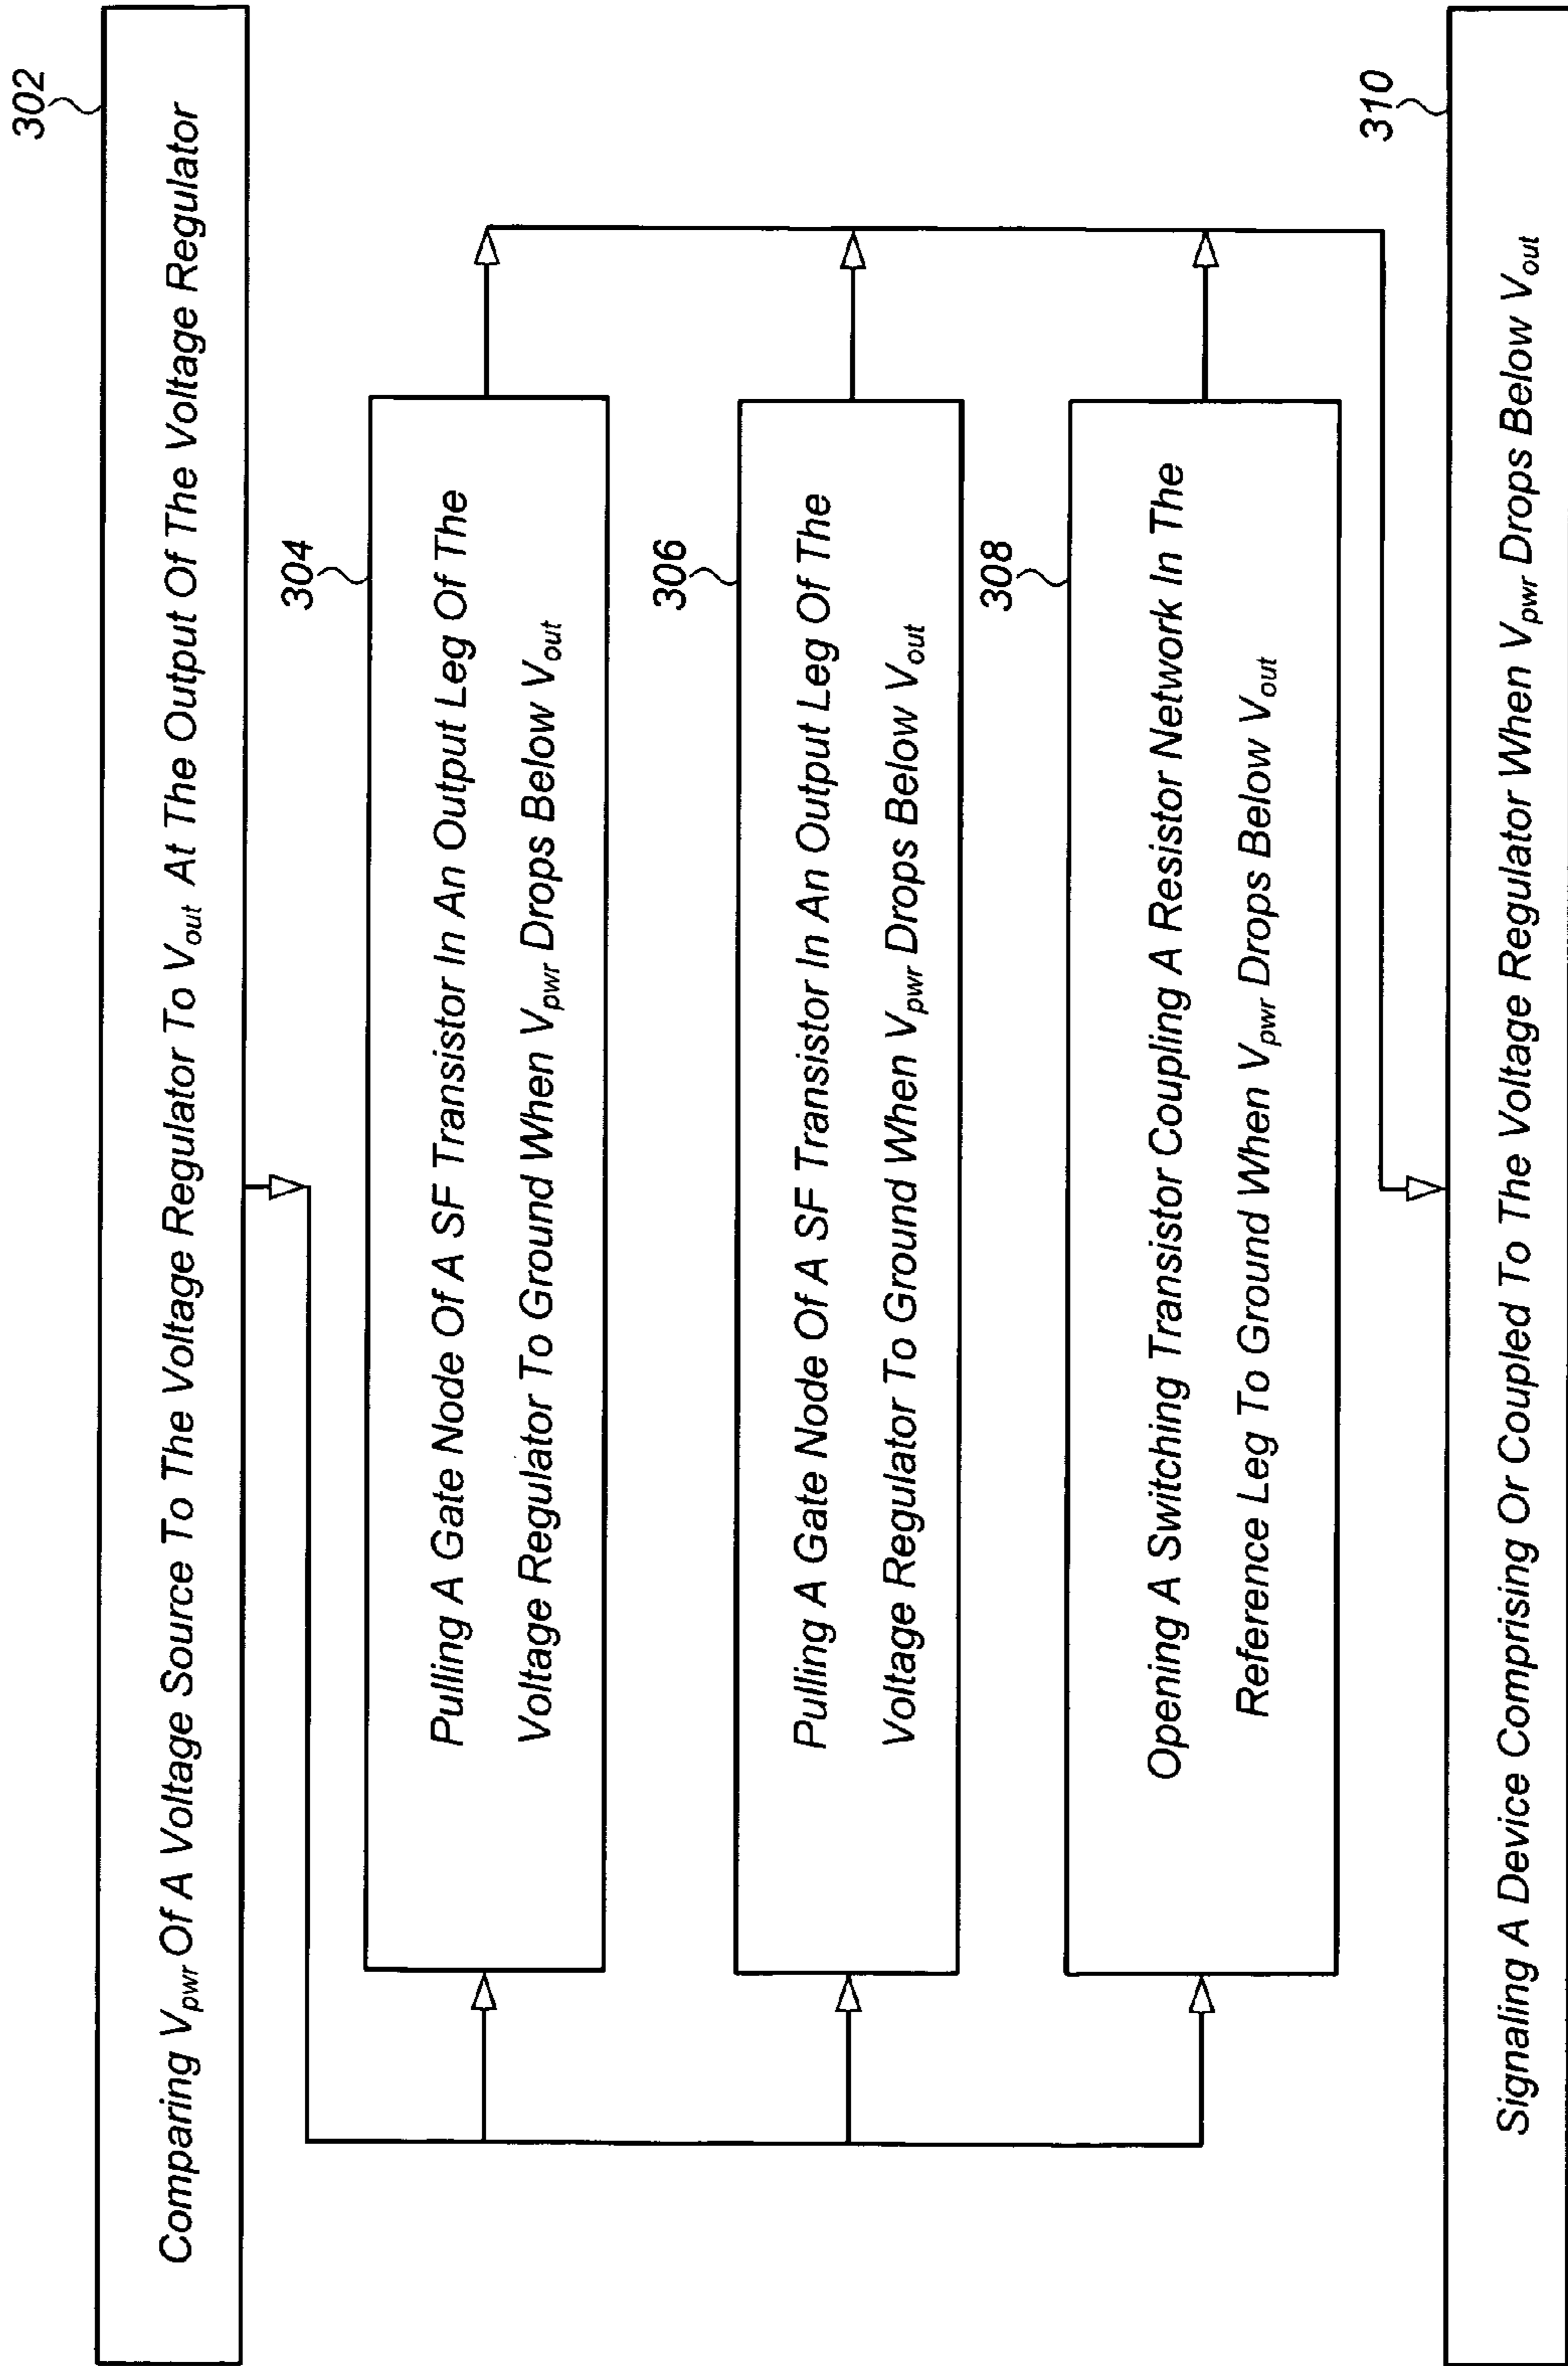 302
Comparing Vpwr Of A Voltage Source To The Voltage Regulator To Vout At The Output Of The Voltage Regulator
304
Pulling A Gate Node Of A SF Transistor In An Output Leg Of The
Voltage Regulator To Ground When Vpwr Drops Below Vout
306
Pulling A Gate Node Of A SF Transistor In An Output Leg Of The
Voltage Regulator To Ground When Vpwr Drops Below Vout
308
Opening A Switching Transistor Coupling A Resistor Network In The
Reference Leg To Ground When Vpwr Drops Below Vout
310
Signaling A Device Comprising Or Coupled To The Voltage Regulator When Vpwr Drops Below Vout